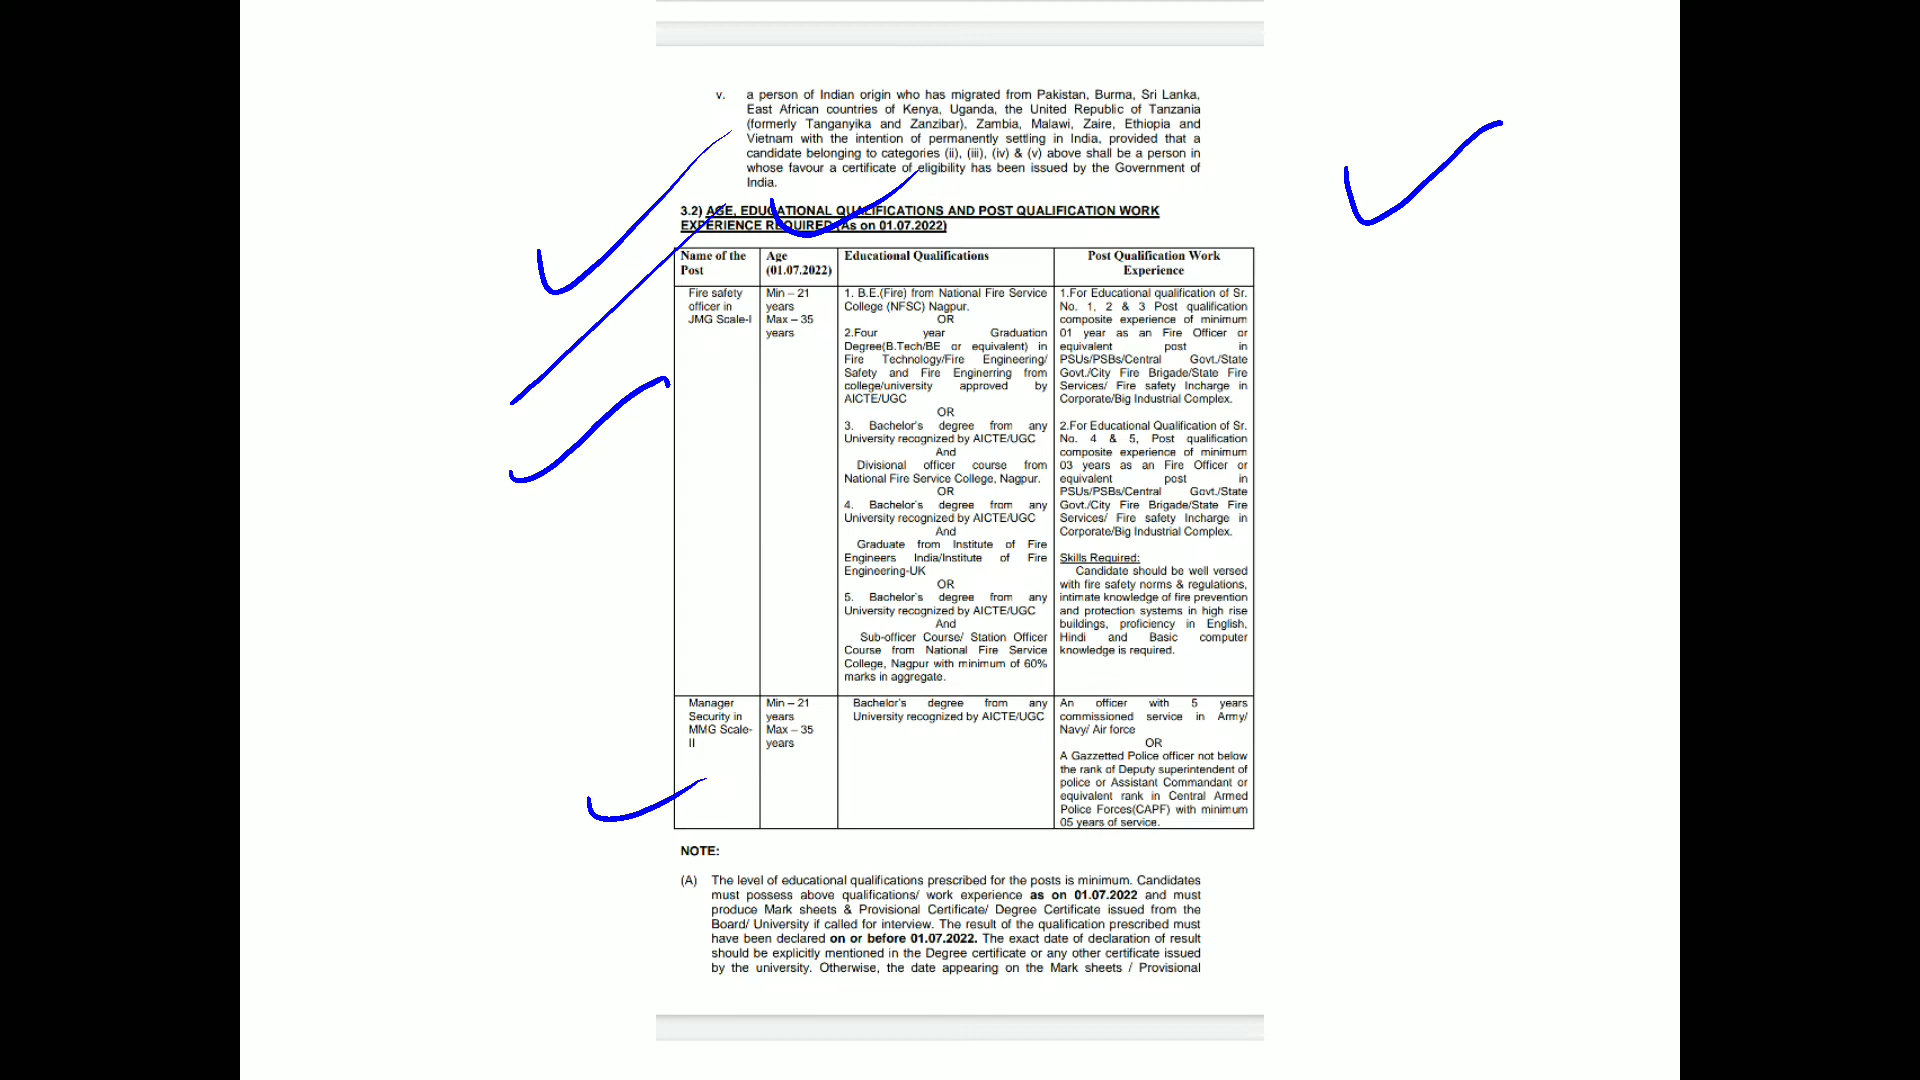 v. a person of Indian origin who has migrated from Pakistan, Burma, Sri Lanka,
East African countries of Kenya, Uganda, the United Republic of Tanzania
(formerly Tanganyika and Zanzibar), Zambia, Malawi, Zaire, Ethiopia and
Vietnam with the intention of permanently settling in India, provided that a
candidate belonging to categories (ii), (iii), (iv) & (v) above shall be a person in
whose favour a certificate of eligibility has been issued by the Government of
India.
3.2) AGE, EDUCATIONAL QUALIFICATIONS AND POST QUALIFICATION WORK
EXPERIENCE REQUIRED (As on 01.07.2022)
Name of the
Post
Age
(01.07.2022)
Educational Qualifications
Post Qualification Work
Experience
Fire safety
officer in
JMG Scale-I
Min – 21
years
Max – 35
years
1. B.E.(Fire) from National Fire Service
College (NFSC) Nagpur.
OR
2.Four year Graduation
Degree(B.Tech/BE or equivalent) in
Fire Technology/Fire Engineering/
Safety and Fire Enginerring from
college/university approved by
AICTE/UGC
OR
3. Bachelor's degree from any
University recognized by AICTE/UGC
And
Divisional officer course from
National Fire Service College, Nagpur.
OR
4. Bachelor's degree from any
University recognized by AICTE/UGC
And
Graduate from Institute of Fire
Engineers India/Institute of Fire
Engineering-UK
OR
5. Bachelor's degree from any
University recognized by AICTE/UGC
And
Sub-officer Course/ Station Officer
Course from National Fire Service
College, Nagpur with minimum of 60%
marks in aggregate.
1.For Educational qualification of Sr.
No. 1, 2 & 3 Post qualification
composite experience of minimum
01 year as an Fire Officer or
equivalent post in
PSUs/PSBs/Central Govt./State
Govt./City Fire Brigade/State Fire
Services/ Fire safety Incharge in
Corporate/Big Industrial Complex.
2.For Educational Qualification of Sr.
No. 4 & 5, Post qualification
composite experience of minimum
03 years as an Fire Officer or
equivalent post in
PSUs/PSBs/Central Govt./State
Govt./City Fire Brigade/State Fire
Services/ Fire safety Incharge in
Corporate/Big Industrial Complex.
Skills Required:
Candidate should be well versed
with fire safety norms & regulations,
intimate knowledge of fire prevention
and protection systems in high rise
buildings, proficiency in English,
Hindi and Basic computer
knowledge is required.
Manager
Security in
MMG Scale-
II
Min – 21
years
Max – 35
years
Bachelor's degree from any
University recognized by AICTE/UGC
An officer with 5 years
commissioned service in Army/
Navy/ Air force
OR
A Gazzetted Police officer not below
the rank of Deputy superintendent of
police or Assistant Commandant or
equivalent rank in Central Armed
Police Forces(CAPF) with minimum
05 years of service.
NOTE:
(A) The level of educational qualifications prescribed for the posts is minimum. Candidates
must possess above qualifications/ work experience as on 01.07.2022 and must
produce Mark sheets & Provisional Certificate/ Degree Certificate issued from the
Board/ University if called for interview. The result of the qualification prescribed must
have been declared on or before 01.07.2022. The exact date of declaration of result
should be explicitly mentioned in the Degree certificate or any other certificate issued
by the university. Otherwise, the date appearing on the Mark sheets / Provisional